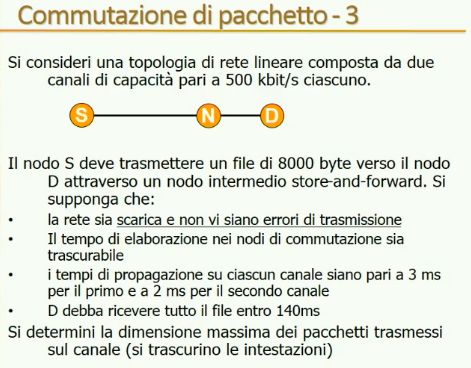 Commutazione di pacchetto - 3
Si consideri una topologia di rete lineare composta da due
canali di capacità pari a 500 kbit/s ciascuno.
S N D
Il nodo S deve trasmettere un file di 8000 byte verso il nodo
D attraverso un nodo intermedio store-and-forward. Si
supponga che:
• la rete sia scarica e non vi siano errori di trasmissione
• Il tempo di elaborazione nei nodi di commutazione sia
trascurabile
• i tempi di propagazione su ciascun canale siano pari a 3 ms
per il primo e a 2 ms per il secondo canale
• D debba ricevere tutto il file entro 140ms
Si determini la dimensione massima dei pacchetti trasmessi
sul canale (si trascurino le intestazioni)